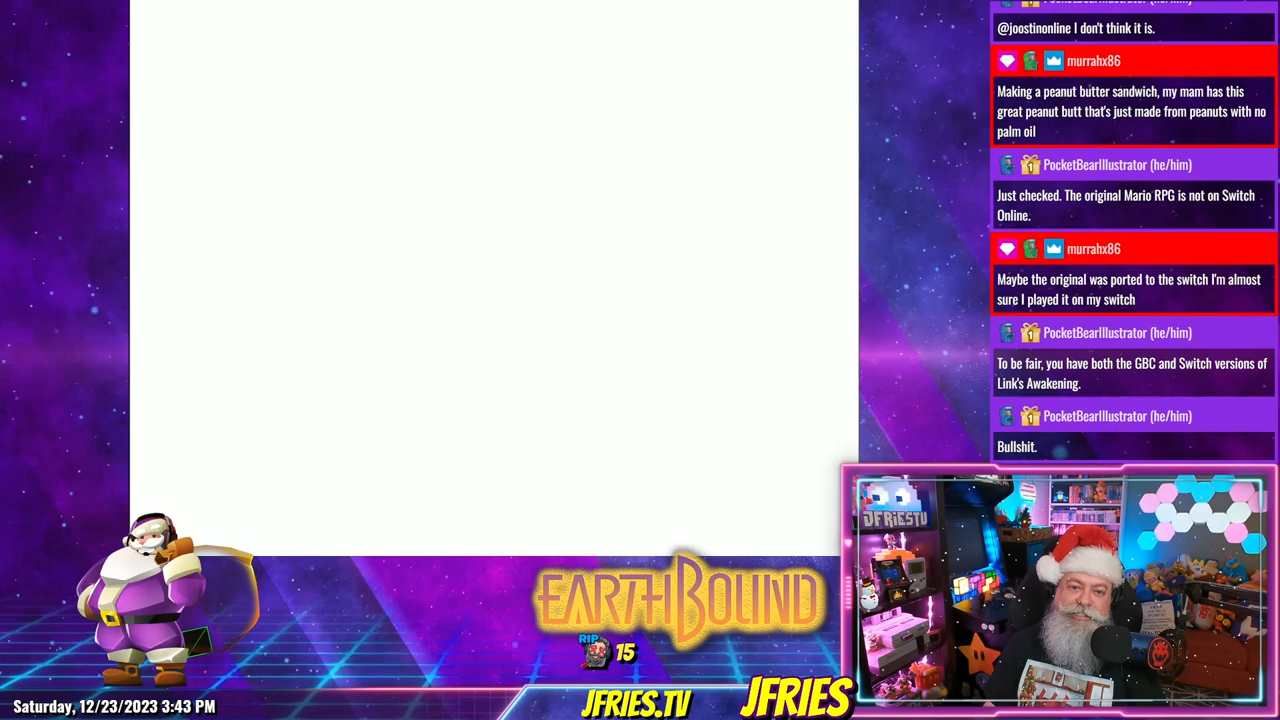 @joostinonline I don't think it is.
murrahx86
Making a peanut butter sandwich, my mam has this
great peanut butt that's just made from peanuts with no
palm oil
PocketBearIllustrator (he/him)
Just checked. The original Mario RPG is not on Switch
Online.
murrahx86
Maybe the original was ported to the switch I'm almost
sure I played it on my switch
PocketBearIllustrator (he/him)
To be fair, you have both the GBC and Switch versions of
Link's Awakening.
PocketBearIllustrator (he/him)
Bullshit.
JFRIESTV
EARTHBOUND
RIP
15
JFRIES.TV
JFRIES
Saturday, 12/23/2023 3:43 PM